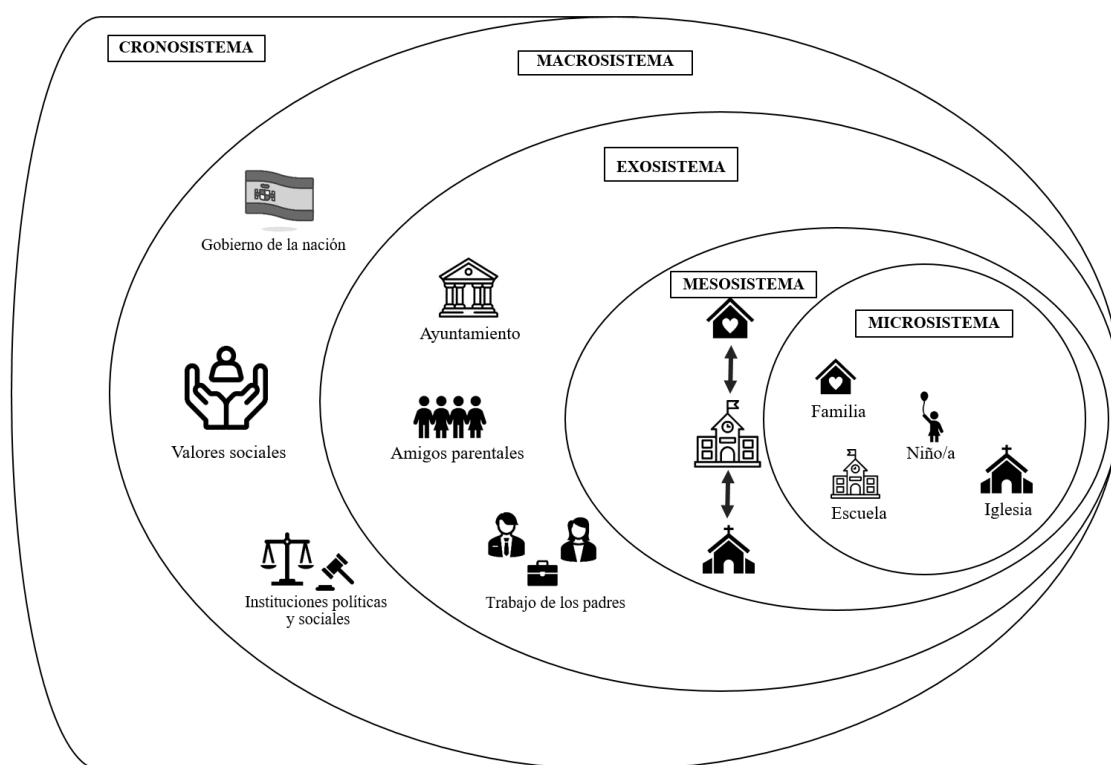 CRONOSISTEMA
MACROSISTEMA
EXOSISTEMA
MESOSISTEMA
MICROSISTEMA
Gobierno de la nación
Valores sociales
Instituciones políticas
y sociales
Ayuntamiento
Amigos parentales
Trabajo de los padres
Familia
Niño/a
Escuela
Iglesia